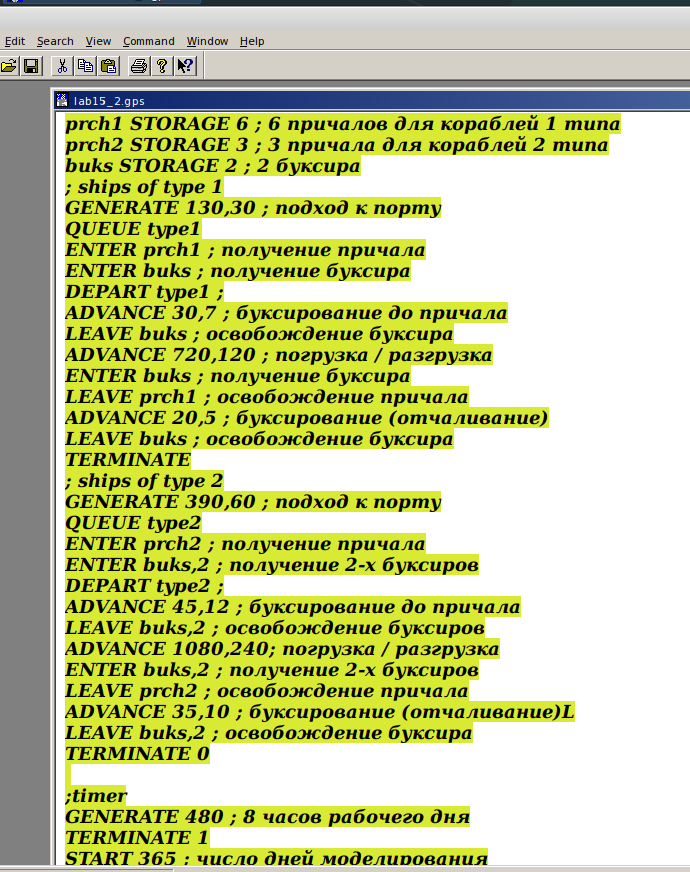 Edit Search View Command Window Help
lab15_2.gps
prch1 STORAGE 6 ; 6 причалов для кораблей 1 типа
prch2 STORAGE 3 ; 3 причала для кораблей 2 типа
buks STORAGE 2 ; 2 буксира
; ships of type 1
GENERATE 130,30 ; подход к порту
QUEUE type1
ENTER prch1 ; получение причала
ENTER buks ; получение буксира
DEPART type1 ;
ADVANCE 30,7 ; буксирование до причала
LEAVE buks ; освобождение буксира
ADVANCE 720,120 ; погрузка / разгрузка
ENTER buks ; получение буксира
LEAVE prch1 ; освобождение причала
ADVANCE 20,5 ; буксирование (отчаливание)
LEAVE buks ; освобождение буксира
TERMINATE
; ships of type 2
GENERATE 390,60 ; подход к порту
QUEUE type2
ENTER prch2 ; получение причала
ENTER buks,2 ; получение 2-х буксиров
DEPART type2 ;
ADVANCE 45,12 ; буксирование до причала
LEAVE buks,2 ; освобождение буксиров
ADVANCE 1080,240; погрузка / разгрузка
ENTER buks,2 ; получение 2-х буксиров
LEAVE prch2 ; освобождение причала
ADVANCE 35,10 ; буксирование (отчаливание)L
LEAVE buks,2 ; освобождение буксира
TERMINATE 0
;timer
GENERATE 480 ; 8 часов рабочего дня
TERMINATE 1
START 365 ; число дней моделирования